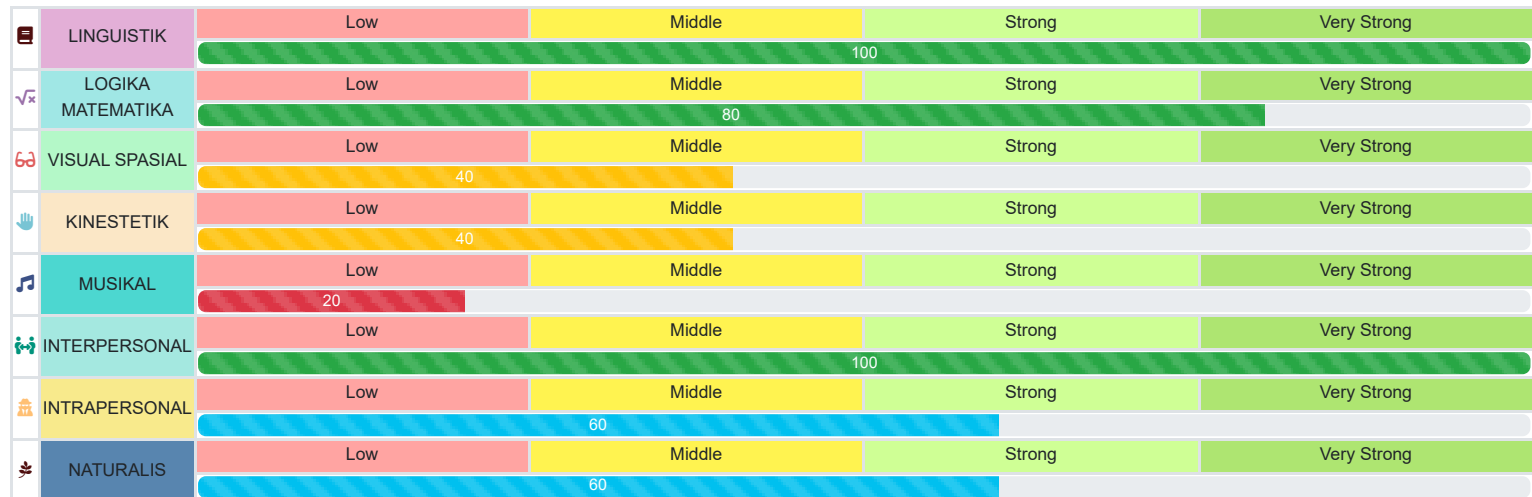 LINGUISTIK
Low Middle Strong Very Strong
100
LOGIKA
MATEMATIKA
Low Middle Strong Very Strong
80
VISUAL SPASIAL
Low Middle Strong Very Strong
40
KINESTETIK
Low Middle Strong Very Strong
40
MUSIKAL
Low Middle Strong Very Strong
20
INTERPERSONAL
Low Middle Strong Very Strong
100
INTRAPERSONAL
Low Middle Strong Very Strong
60
NATURALIS
Low Middle Strong Very Strong
60